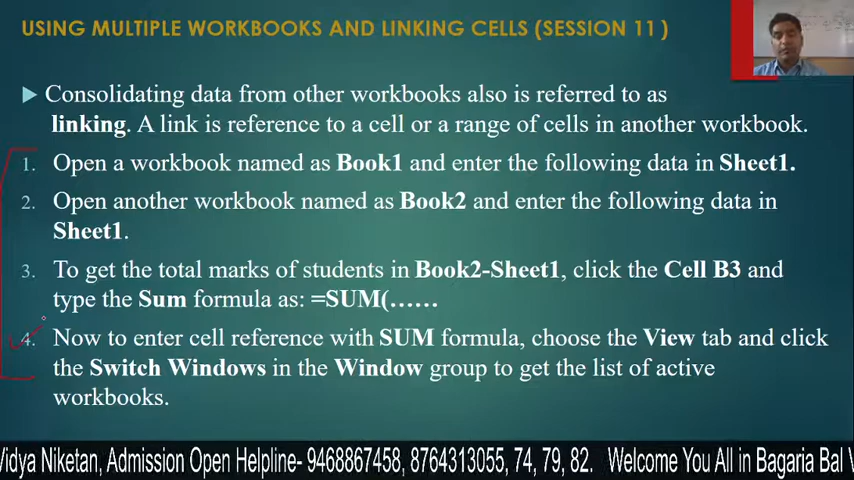 USING MULTIPLE WORKBOOKS AND LINKING CELLS (SESSION 11)
Consolidating data from other workbooks also is referred to as
linking. A link is reference to a cell or a range of cells in another workbook.
1. Open a workbook named as Book1 and enter the following data in Sheet1.
2. Open another workbook named as Book2 and enter the following data in
Sheet1.
3. To get the total marks of students in Book2-Sheet1, click the Cell B3 and
type the Sum formula as: =SUM(……
4. Now to enter cell reference with SUM formula, choose the View tab and click
the Switch Windows in the Window group to get the list of active
workbooks.
Vidya Niketan, Admission Open Helpline- 9468867458, 8764313055, 74, 79, 82. Welcome You All in Bagaria Bal V